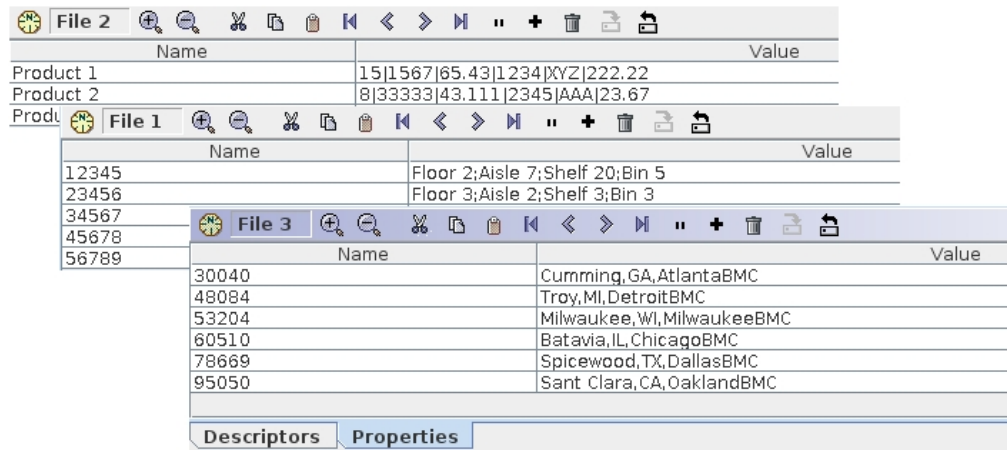 File 2
Name Value
Product 1 15|1567|65.43|1234|XYZ|222.22
Product 2 8|33333|43.111|2345|AAA|23.67
File 1
Name Value
12345 Floor 2;Aisle 7;Shelf 20;Bin 5
23456 Floor 3;Aisle 2;Shelf 3;Bin 3
34567
45678
56789
File 3
Name Value
30040 Cumming,GA,AtlantaBMC
48084 Troy,MI,DetroitBMC
53204 Milwaukee,WI,MilwaukeeBMC
60510 Batavia,IL,ChicagoBMC
78669 Spicewood,TX,DallasBMC
95050 Sant Clara,CA,OaklandBMC
Descriptors Properties